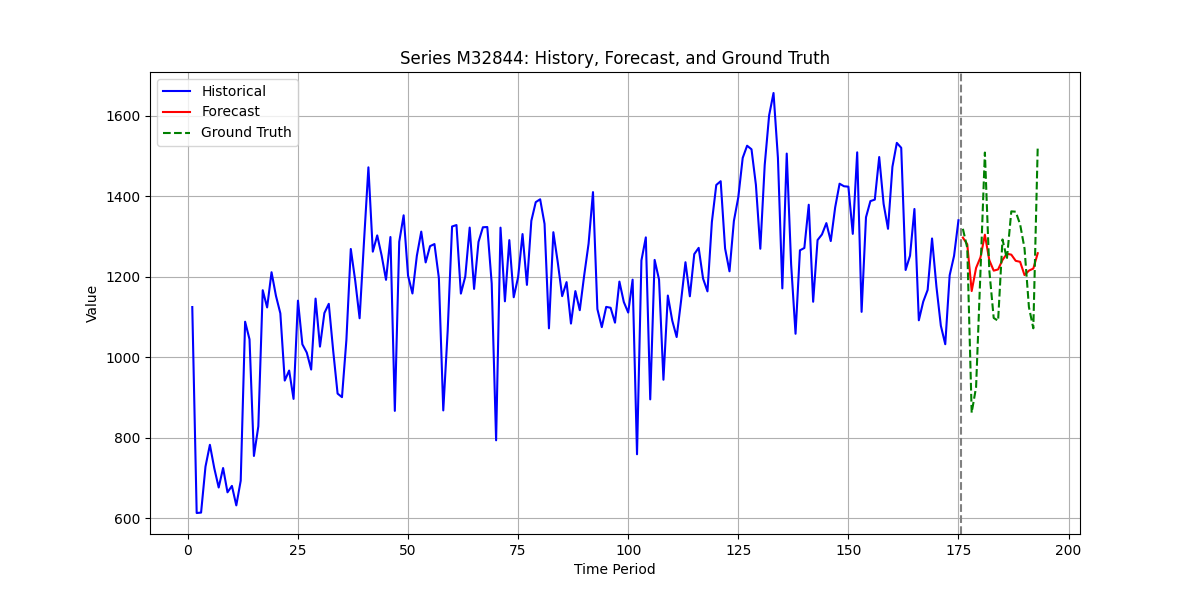 Series M32844: History, Forecast, and Ground Truth
Historical
Forecast
Ground Truth
1600
1400
1200
1000
800
600
Value
0 25 50 75 100 125 150 175 200
Time Period